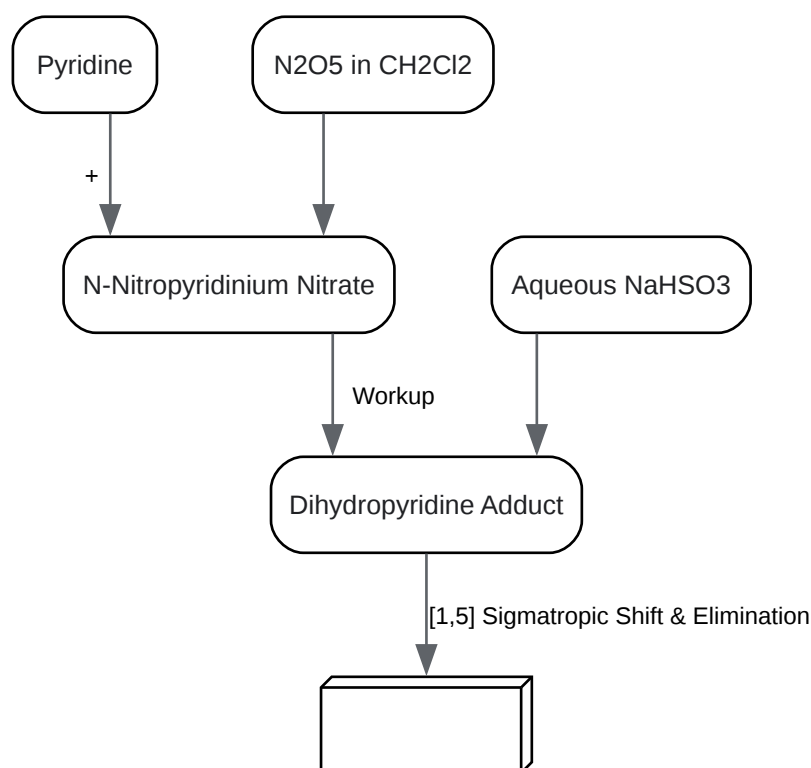 Pyridine
N2O5 in CH2Cl2
+
N-Nitropyridinium Nitrate
Aqueous NaHSO3
Workup
Dihydropyridine Adduct
[1,5] Sigmatropic Shift & Elimination